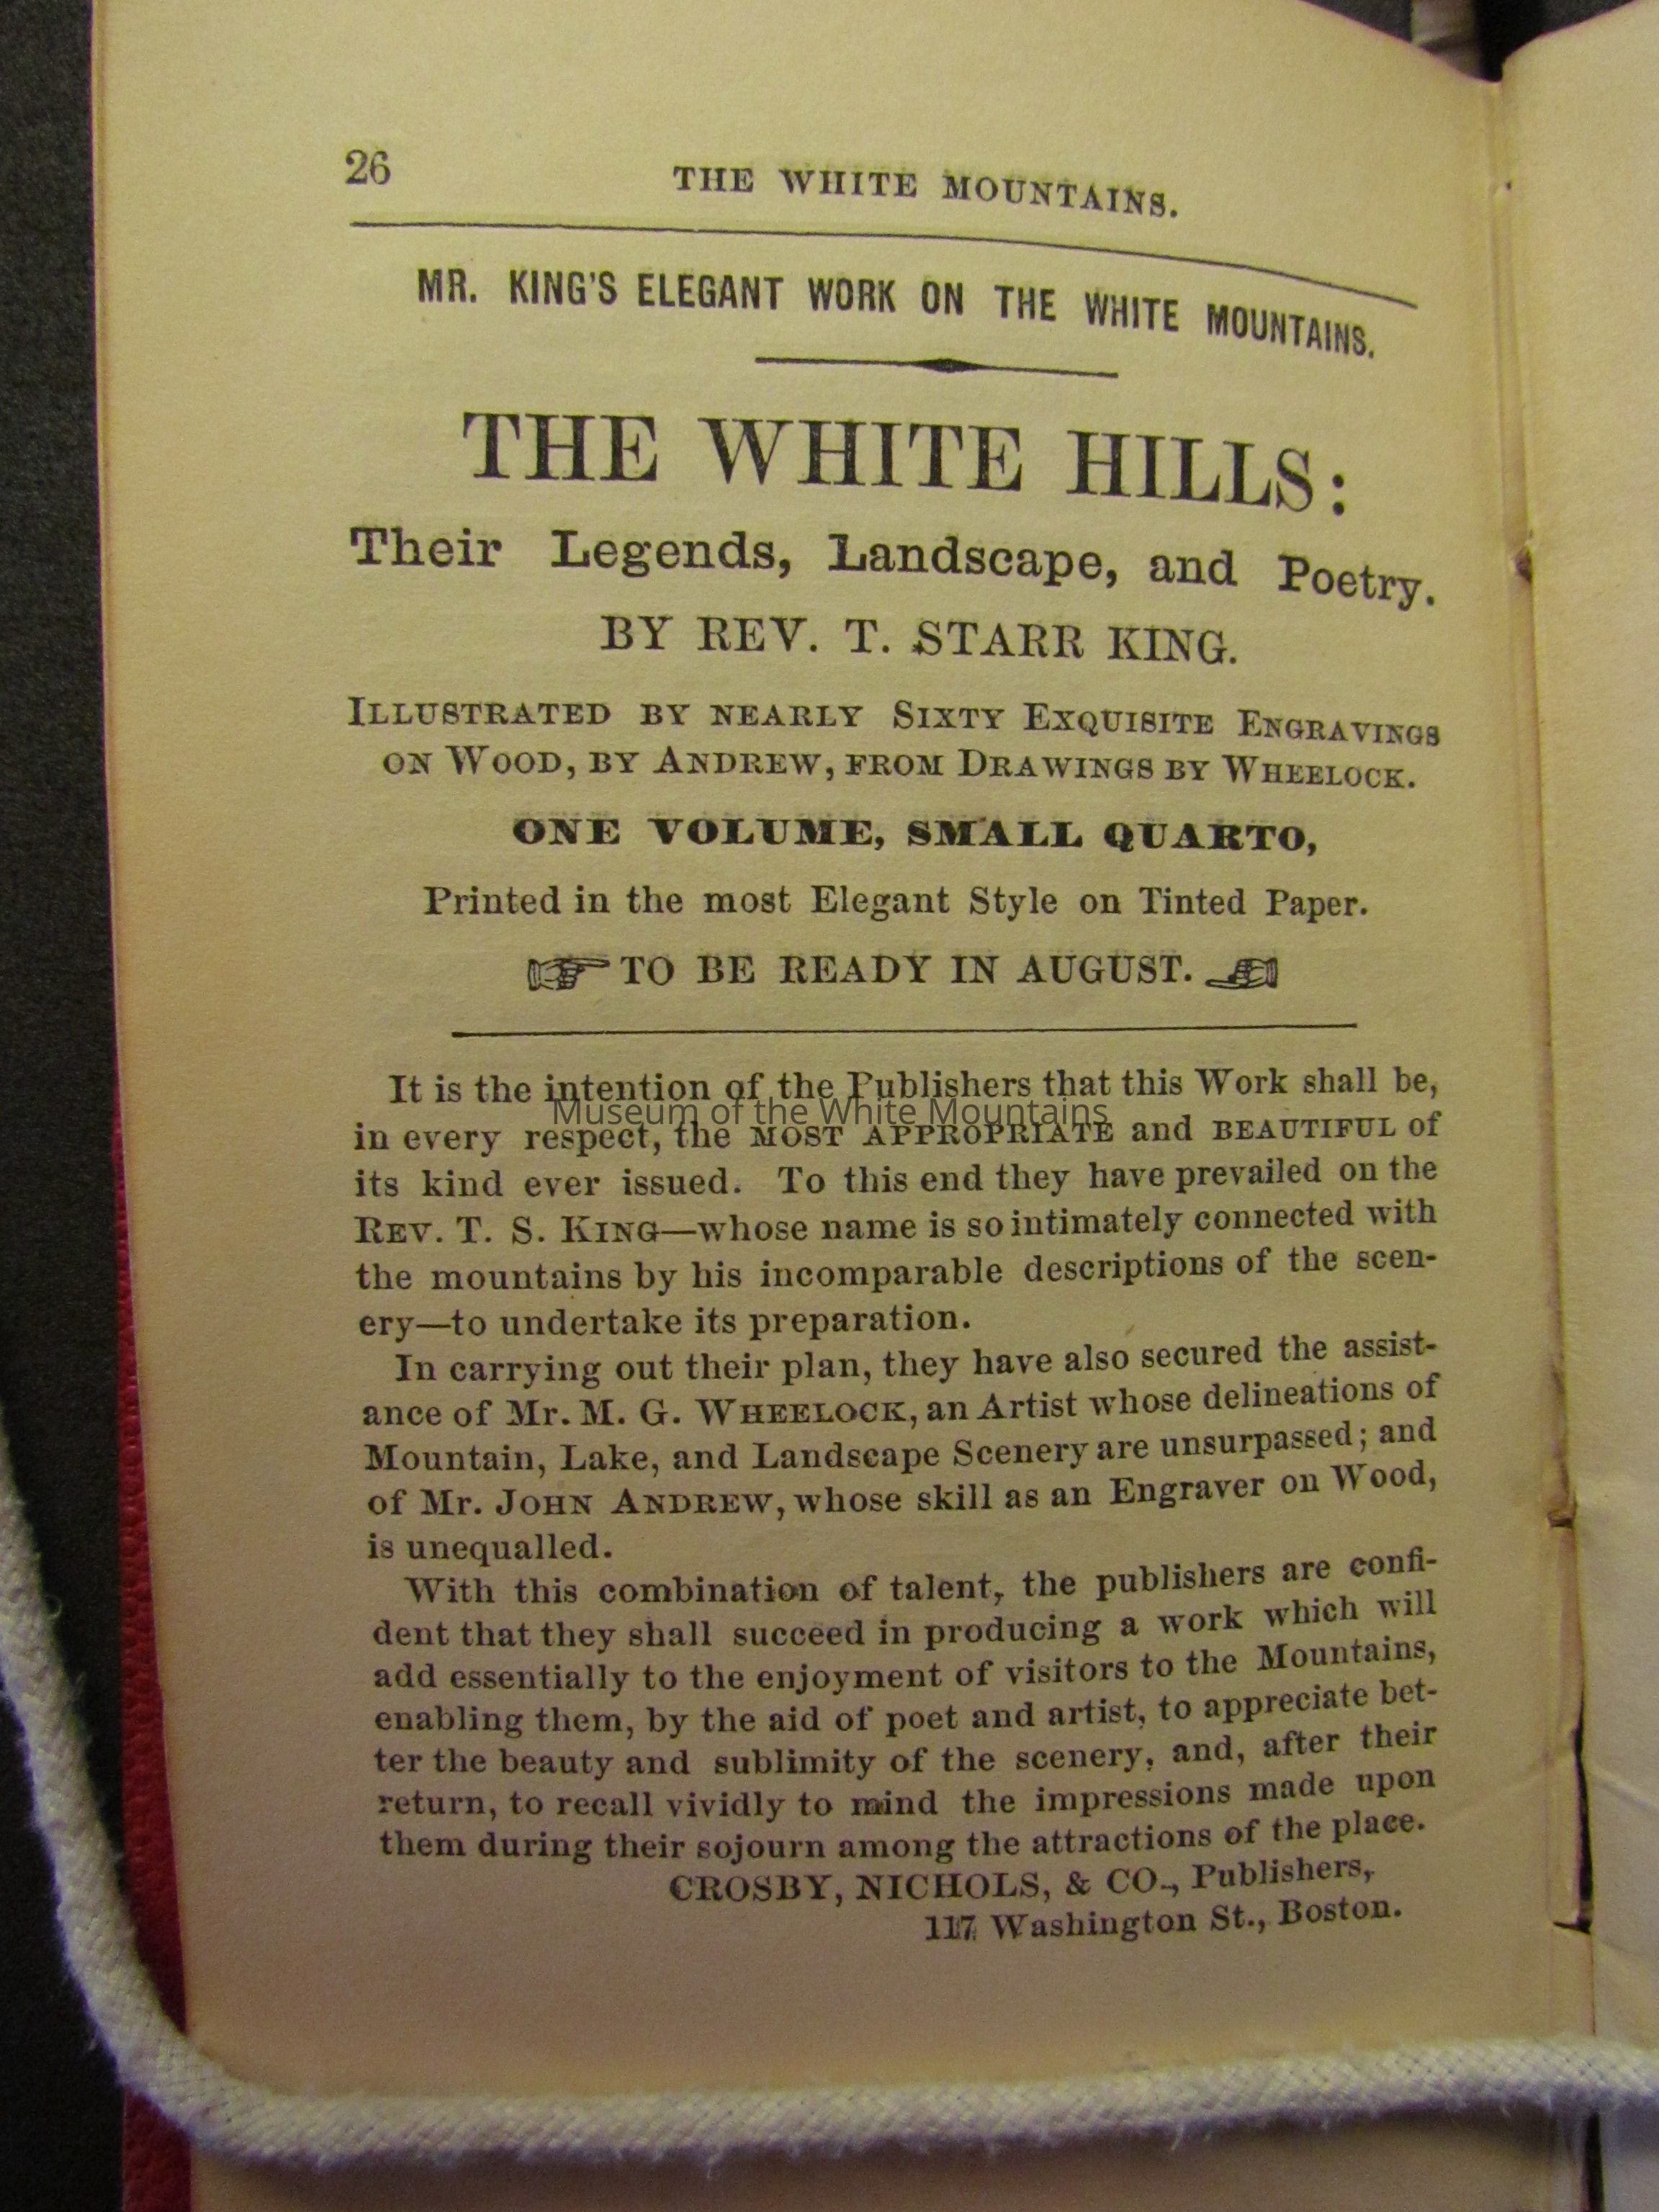 26
THE WHITE MOUNTAINS.
MR. KING'S ELEGANT WORK ON THE WHITE MOUNTAINS.
THE WHITE HILLS:
Their Legends, Landscape, and Poetry.
BY REV. T. STARR KING.
ILLUSTRATED BY NEARLY SIXTY EXQUISITE ENGRAVINGS
ON WOOD, BY ANDREW, FROM DRAWINGS BY WHEELOCK.
ONE VOLUME, SMALL QUARTO,
Printed in the most Elegant Style on Tinted Paper.
TO BE READY IN AUGUST.
It is the intention of the Publishers that this Work shall be,
Museum of the White Mountains
in every respect, the MOST APPROPRIATE and BEAUTIFUL of
its kind ever issued. To this end they have prevailed on the
REV. T. S. KING—whose name is so intimately connected with
the mountains by his incomparable descriptions of the scen-
ery—to undertake its preparation.
In carrying out their plan, they have also secured the assist-
ance of Mr. M. G. WHEELOCK, an Artist whose delineations of
Mountain, Lake, and Landscape Scenery are unsurpassed; and
of Mr. JOHN ANDREW, whose skill as an Engraver on Wood,
is unequalled.
With this combination of talent, the publishers are confi-
dent that they shall succeed in producing a work which will
add essentially to the enjoyment of visitors to the Mountains,
enabling them, by the aid of poet and artist, to appreciate bet-
ter the beauty and sublimity of the scenery, and, after their
return, to recall vividly to mind the impressions made upon
them during their sojourn among the attractions of the place.
CROSBY, NICHOLS, & CO., Publishers,
117 Washington St., Boston.